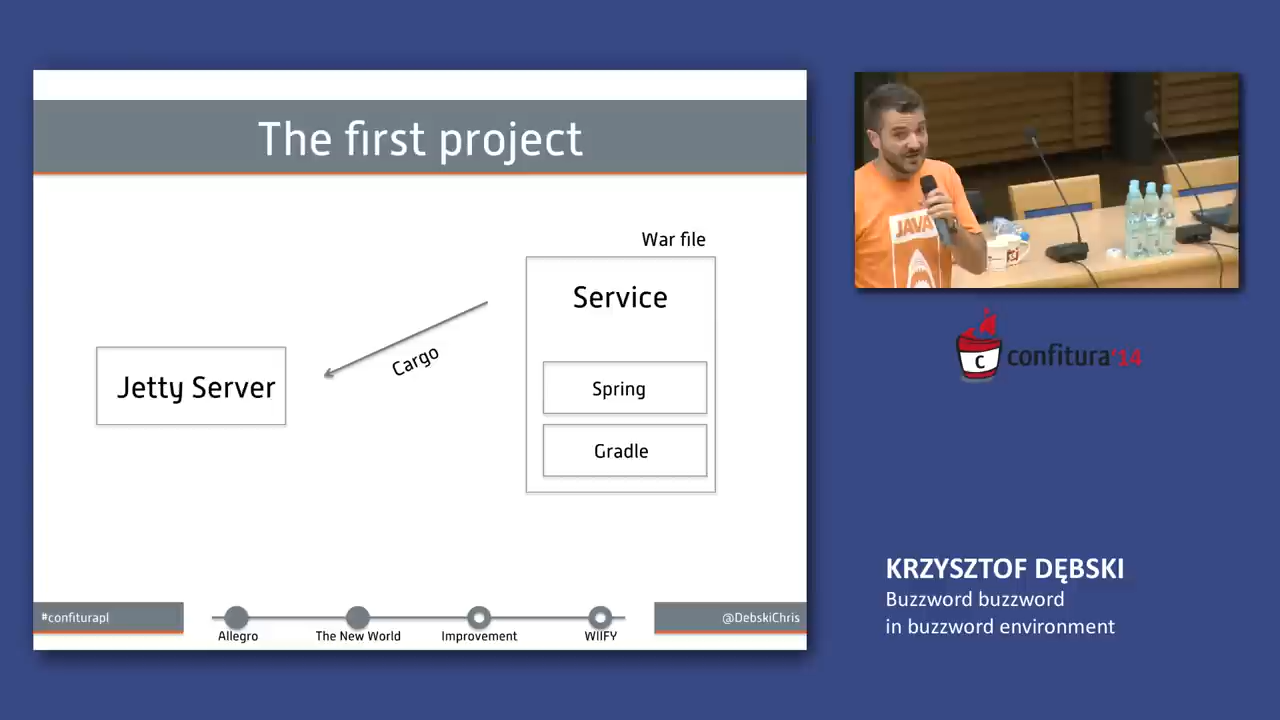 The first project
War file
Service
Cargo
Jetty Server
Spring
Gradle
#confiturapl
Allegro
The New World
Improvement
WIIFY
@DebskiChris
JAVA
C
confitura'14
KRZYSZTOF DĘBSKI
Buzzword buzzword
in buzzword environment